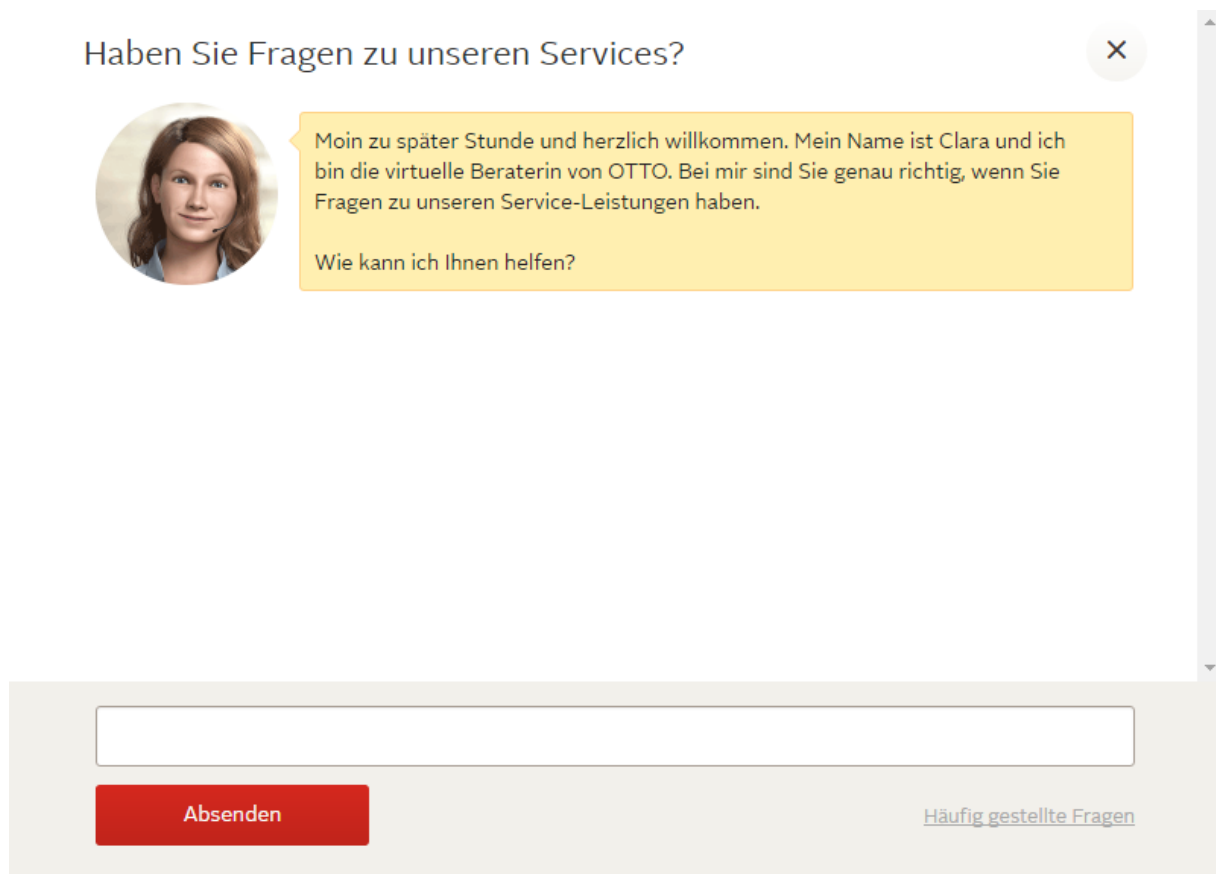 Haben Sie Fragen zu unseren Services?
Moin zu später Stunde und herzlich willkommen. Mein Name ist Clara und ich
bin die virtuelle Beraterin von OTTO. Bei mir sind Sie genau richtig, wenn Sie
Fragen zu unseren Service-Leistungen haben.
Wie kann ich Ihnen helfen?
Absenden
Häufig gestellte Fragen